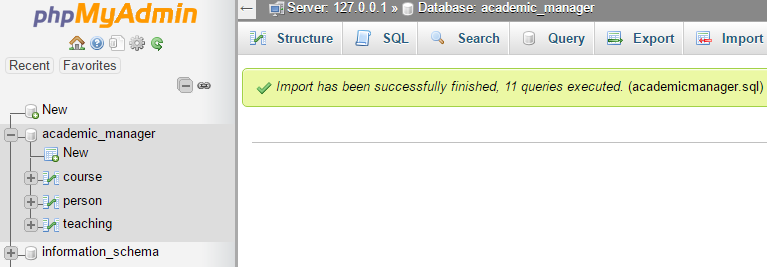 phpMyAdmin
Recent Favorites
New
academic_manager
New
course
person
teaching
information_schema
Server: 127.0.0.1 » Database: academic_manager
Structure SQL Search Query Export Import
Import has been successfully finished, 11 queries executed. (academicmanager.sql)